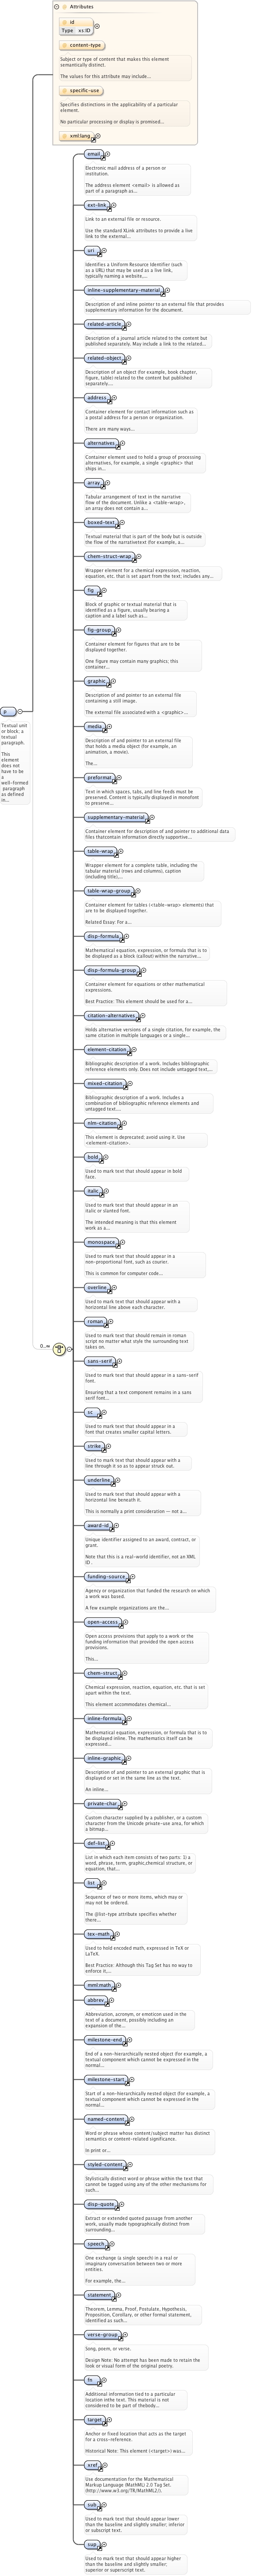 Attributes
id
Type xs:ID
content-type
Subject or type of content that makes this element
semantically distinct.
The values for this attribute may include...
specific-use
Specifies distinctions in the applicability of a particular
element.
No particular processing or display is promised...
xml:lang
email
Electronic mail address of a person or
institution.
The address element <email> is allowed as
part of a paragraph as...
ext-link
Link to an external file or resource.
Use the standard XLink attributes to provide a live
link to the external...
uri
Identifies a Uniform Resource Identifier (such
as a URL) that may be used as a live link,
typically naming a website,...
inline-supplementary-material
Description of and inline pointer to an external file that provides
supplementary information for the document.
related-article
Description of a journal article related to the content but
published separately. May include a link to the related...
related-object
Description of an object (for example, book chapter,
figure, table) related to the content but published
separately....
address
Container element for contact information such as
a postal address for a person or organization.
There are many ways...
alternatives
Container element used to hold a group of processing
alternatives, for example, a single <graphic> that
ships in...
array
Tabular arrangement of text in the narrative
flow of the document. Unlike a <table-wrap>,
an array does not contain a...
boxed-text
Textual material that is part of the body but is outside
the flow of the narrativetext (for example, a...
chem-struct-wrap
Wrapper element for a chemical expression, reaction,
equation, etc. that is set apart from the text; includes any...
fig
Block of graphic or textual material that is
identified as a figure, usually bearing a
caption and a label such as...
fig-group
Container element for figures that are to be
displayed together.
One figure may contain many graphics; this
container...
graphic
Description of and pointer to an external file
containing a still image.
The external file associated with a <graphic>...
media
Description of and pointer to an external file
that holds a media object (for example, an
animation, a movie).
The...
p
Textual unit
or block; a
textual
paragraph.
This
element
does not
have to be
a
well-formed
paragraph
as defined
in...
preformat
Text in which spaces, tabs, and line feeds must be
preserved. Content is typically displayed in monofont
to preserve...
supplementary-material
Container element for description of and pointer to additional data
files thatcontain information directly supportive...
table-wrap
Wrapper element for a complete table, including the
tabular material (rows and columns), caption
(including title),...
table-wrap-group
Container element for tables (<table-wrap> elements) that
are to be displayed together.
Related Essay: For a...
disp-formula
Mathematical equation, expression, or formula that is to
be displayed as a block (callout) within the narrative...
disp-formula-group
Container element for equations or other mathematical
expressions.
Best Practice: This element should be used for a...
citation-alternatives
Holds alternative versions of a single citation, for example, the
same citation in multiple languages or a single...
element-citation
Bibliographic description of a work. Includes bibliographic
reference elements only. Does not include untagged text,...
mixed-citation
Bibliographic description of a work. Includes a
combination of bibliographic reference elements and
untagged text....
nlm-citation
This element is deprecated; avoid using it. Use
<element-citation>.
bold
Used to mark text that should appear in bold
face.
italic
Used to mark text that should appear in an
italic or slanted font.
The intended meaning is that this element
work as a...
monospace
Used to mark text that should appear in a
non-proportional font, such as courier.
This is common for computer code...
overline
Used to mark text that should appear with a
horizontal line above each character.
roman
Used to mark text that should remain in roman
script no matter what style the surrounding text
takes on.
0..∞
sans-serif
Used to mark text that should appear in a sans-serif
font.
Ensuring that a text component remains in a sans
serif font...
sc
Used to mark text that should appear in a
font that creates smaller capital letters.
strike
Used to mark text that should appear with a
line through it so as to appear struck out.
underline
Used to mark text that should appear with a
horizontal line beneath it.
This is normally a print consideration — not a...
award-id
Unique identifier assigned to an award, contract, or
grant.
Note that this is a real-world identifier, not an XML
ID .
funding-source
Agency or organization that funded the research on which
a work was based.
A few example organizations are the...
open-access
Open access provisions that apply to a work or the
funding information that provided the open access
provisions.
This...
chem-struct
Chemical expression, reaction, equation, etc. that is set
apart within the text.
This element accommodates chemical...
inline-formula
Mathematical equation, expression, or formula that is to
be displayed inline. The mathematics itself can be
expressed...
inline-graphic
Description of and pointer to an external graphic that is
displayed or set in the same line as the text.
An inline...
private-char
Custom character supplied by a publisher, or a custom
character from the Unicode private-use area, for which
a bitmap...
def-list
List in which each item consists of two parts: 1) a
word, phrase, term, graphic,chemical structure, or
equation, that...
list
Sequence of two or more items, which may or
may not be ordered.
The @list-type attribute specifies whether
there...
tex-math
Used to hold encoded math, expressed in TeX or
LaTeX.
Best Practice: Although this Tag Set has no way to
enforce it,...
mml:math
abbrev
Abbreviation, acronym, or emoticon used in the
text of a document, possibly including an
expansion of the...
milestone-end
End of a non-hierarchically nested object (for example, a
textual component which cannot be expressed in the
normal...
milestone-start
Start of a non-hierarchically nested object (for example, a
textual component which cannot be expressed in the
normal...
named-content
Word or phrase whose content/subject matter has distinct
semantics or content-related significance.
In print or...
styled-content
Stylistically distinct word or phrase within the text that
cannot be tagged using any of the other mechanisms for
such...
disp-quote
Extract or extended quoted passage from another
work, usually made typographically distinct from
surrounding...
speech
One exchange (a single speech) in a real or
imaginary conversation between two or more
entities.
For example, the...
statement
Theorem, Lemma, Proof, Postulate, Hypothesis,
Proposition, Corollary, or other formal statement,
identified as such...
verse-group
Song, poem, or verse.
Design Note: No attempt has been made to retain the
look or visual form of the original poetry.
fn
Additional information tied to a particular
location inthe text. This material is not
considered to be part of thebody...
target
Anchor or fixed location that acts as the target
for a cross-reference.
Historical Note: This element (<target>) was...
xref
Use documentation for the Mathematical
Markup Language (MathML) 2.0 Tag Set.
(http://www.w3.org/TR/MathML2/).
sub
Used to mark text that should appear lower
than the baseline and slightly smaller; inferior
or subscript text.
sup
Used to mark text that should appear higher
than the baseline and slightly smaller;
superior or superscript text.